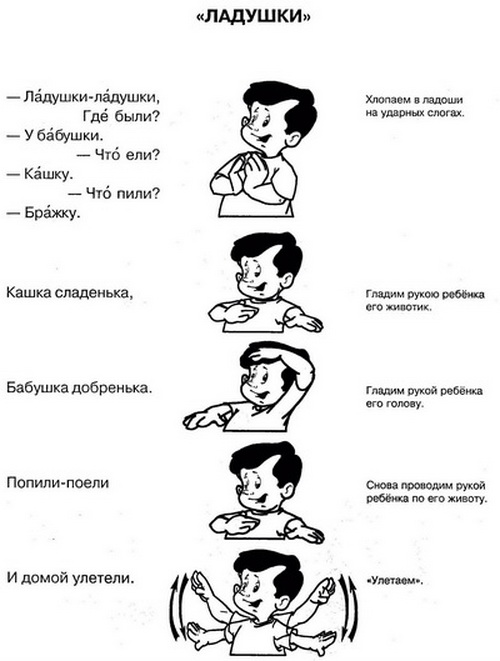 «ЛАДУШКИ»
— Ла́душки-ла́душки,
Где́ были?
— У ба́бушки.
— Что́ ели?
— Ка́шку.
— Что́ пили?
— Бра́жку.
Хлопаем в ладоши
на ударных слогах.
Кашка сладенька,
Гладим рукою ребёнка
его животик.
Бабушка добренька.
Гладим рукой ребёнка
его голову.
Попили-поели
Снова проводим рукой
ребёнка по его животу.
И домой улетели.
«Улетаем».